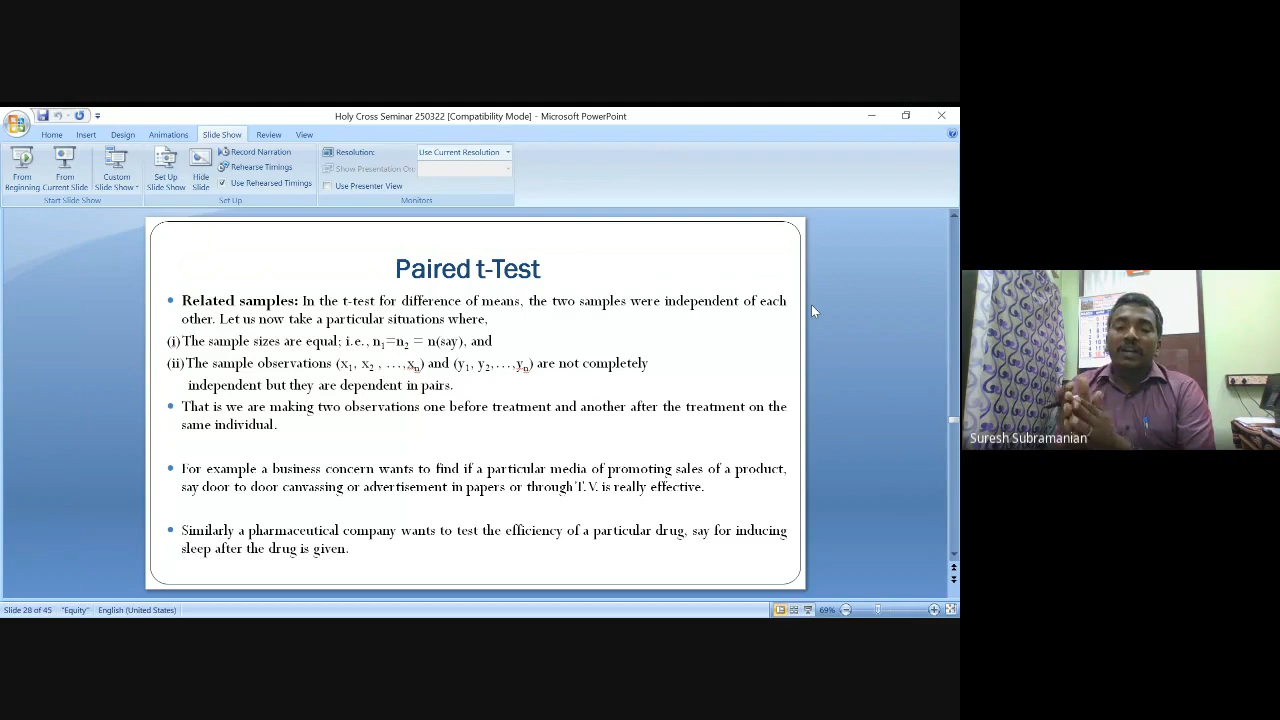 Holy Cross Seminar 250322 [Compatibility Mode] - Microsoft PowerPoint
Home Insert Design Animations Slide Show Review View
Record Narration
Resolution: Use Current Resolution
Rehearse Timings
Show Presentation On:
From Beginning
From Current Slide
Custom Slide Show
Set Up Slide Show
Hide Slide
Use Rehearsed Timings
Use Presenter View
Start Slide Show Set Up Monitors
Paired t-Test
• Related samples: In the t-test for difference of means, the two samples were independent of each
other. Let us now take a particular situations where,
(i) The sample sizes are equal; i.e., n₁=n₂ = n(say), and
(ii) The sample observations (x₁, x₂ , …,xₙ) and (y₁, y₂,…,yₙ) are not completely
independent but they are dependent in pairs.
• That is we are making two observations one before treatment and another after the treatment on the
same individual.
• For example a business concern wants to find if a particular media of promoting sales of a product,
say door to door canvassing or advertisement in papers or through T.V. is really effective.
• Similarly a pharmaceutical company wants to test the efficiency of a particular drug, say for inducing
sleep after the drug is given.
Suresh Subramanian
Slide 28 of 45 "Equity" English (United States) 69%